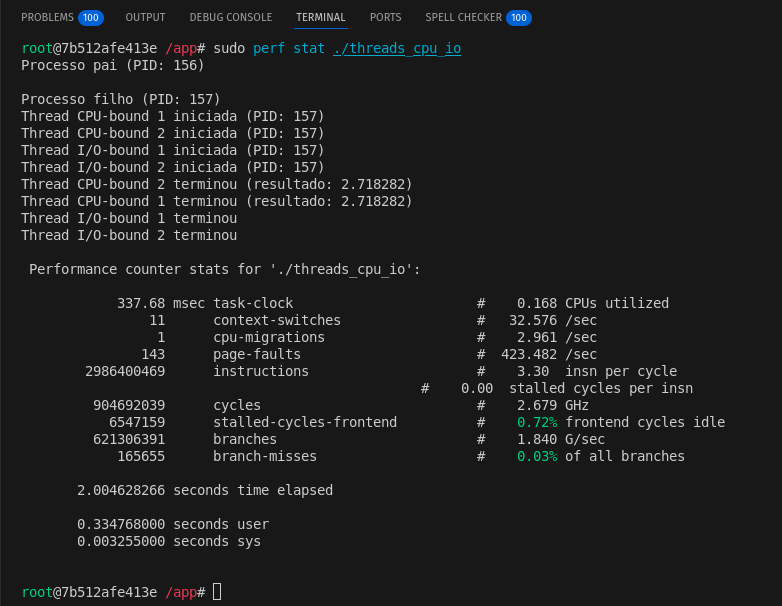 PROBLEMS 100 OUTPUT DEBUG CONSOLE TERMINAL PORTS SPELL CHECKER 100
root@7b512afe413e /app# sudo perf stat ./threads_cpu_io
Processo pai (PID: 156)
Processo filho (PID: 157)
Thread CPU-bound 1 iniciada (PID: 157)
Thread CPU-bound 2 iniciada (PID: 157)
Thread I/O-bound 1 iniciada (PID: 157)
Thread I/O-bound 2 iniciada (PID: 157)
Thread CPU-bound 2 terminou (resultado: 2.718282)
Thread CPU-bound 1 terminou (resultado: 2.718282)
Thread I/O-bound 1 terminou
Thread I/O-bound 2 terminou
Performance counter stats for './threads_cpu_io':
337.68 msec task-clock # 0.168 CPUs utilized
11 context-switches # 32.576 /sec
1 cpu-migrations # 2.961 /sec
143 page-faults # 423.482 /sec
2986400469 instructions # 3.30 insn per cycle
# 0.00 stalled cycles per insn
904692039 cycles # 2.679 GHz
6547159 stalled-cycles-frontend # 0.72% frontend cycles idle
621306391 branches # 1.840 G/sec
165655 branch-misses # 0.03% of all branches
2.004628266 seconds time elapsed
0.334768000 seconds user
0.003255000 seconds sys
root@7b512afe413e /app#